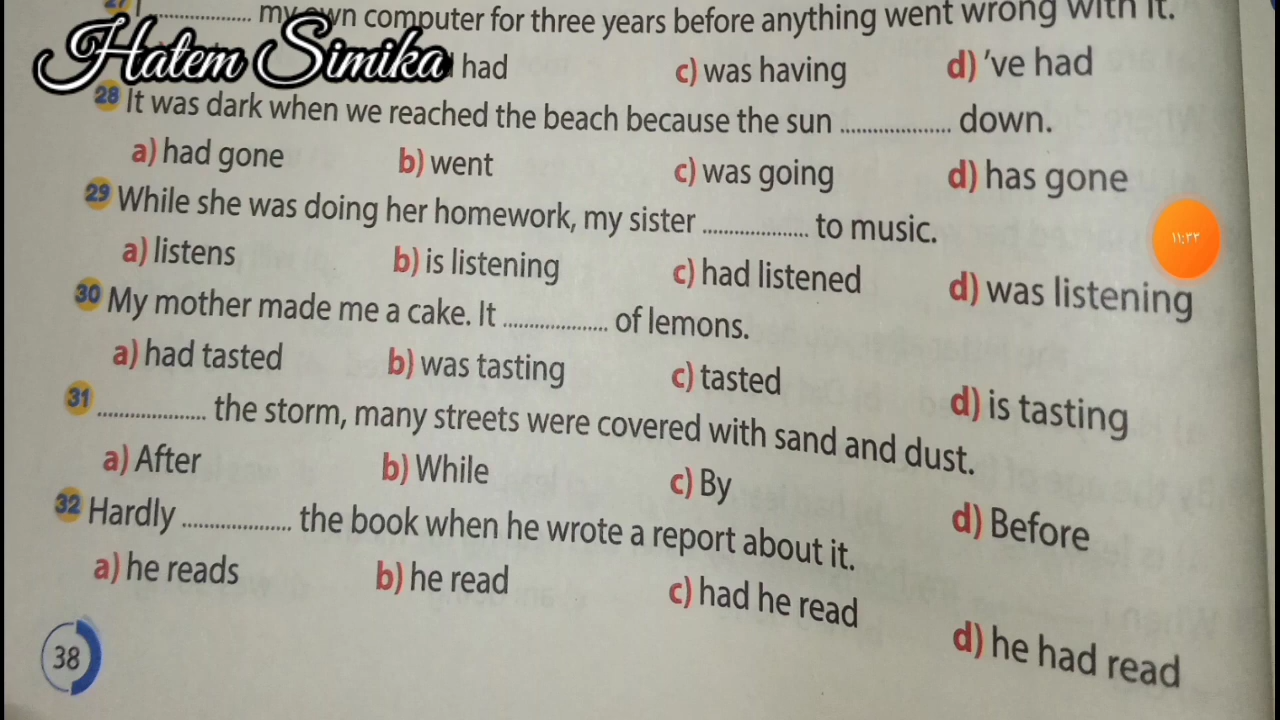 27 I .................... my own computer for three years before anything went wrong with it.
Hatem Simika
had c) was having d) 've had
28 It was dark when we reached the beach because the sun .................... down.
a) had gone b) went c) was going d) has gone
29 While she was doing her homework, my sister .................... to music.
a) listens b) is listening c) had listened d) was listening
١١:٣٢
30 My mother made me a cake. It .................... of lemons.
a) had tasted b) was tasting c) tasted d) is tasting
31 .................... the storm, many streets were covered with sand and dust.
a) After b) While c) By d) Before
32 Hardly .................... the book when he wrote a report about it.
a) he reads b) he read c) had he read d) he had read
38